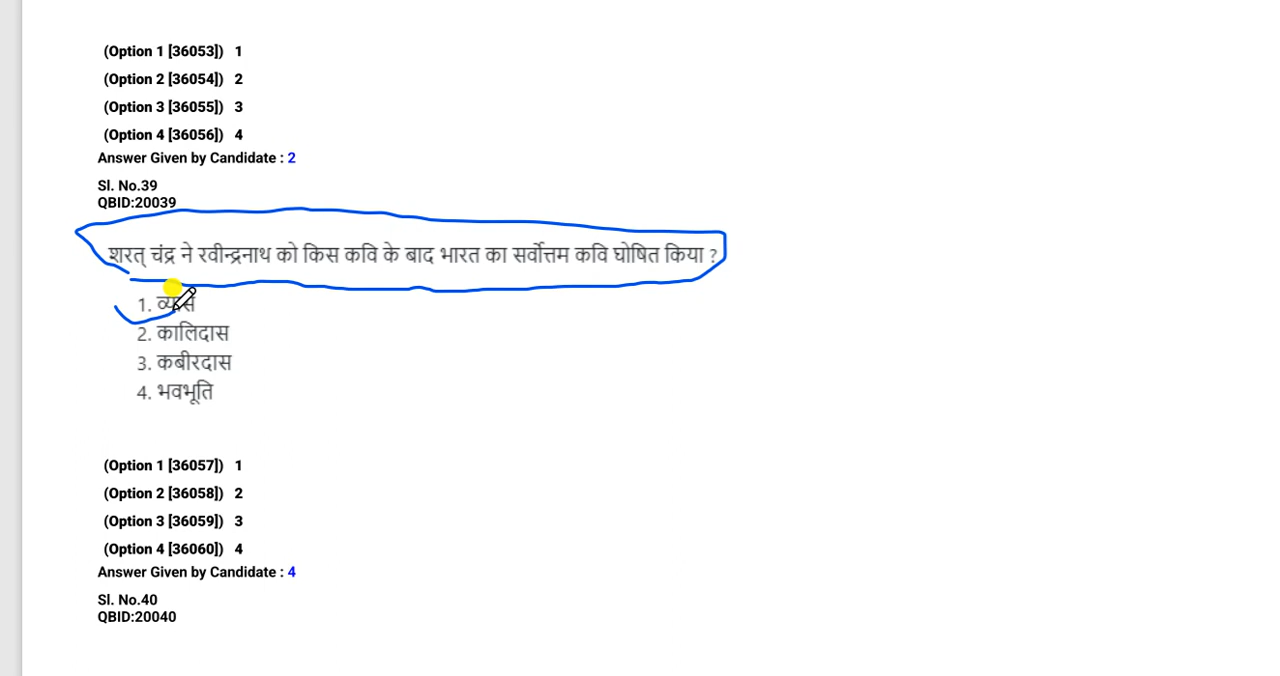 (Option 1 [36053]) 1
(Option 2 [36054]) 2
(Option 3 [36055]) 3
(Option 4 [36056]) 4
Answer Given by Candidate : 2
Sl. No.39
QBID:20039
शरत् चंद्र ने रवीन्द्रनाथ को किस कवि के बाद भारत का सर्वोत्तम कवि घोषित किया ?
1. व्यास
2. कालिदास
3. कबीरदास
4. भवभूति
(Option 1 [36057]) 1
(Option 2 [36058]) 2
(Option 3 [36059]) 3
(Option 4 [36060]) 4
Answer Given by Candidate : 4
Sl. No.40
QBID:20040